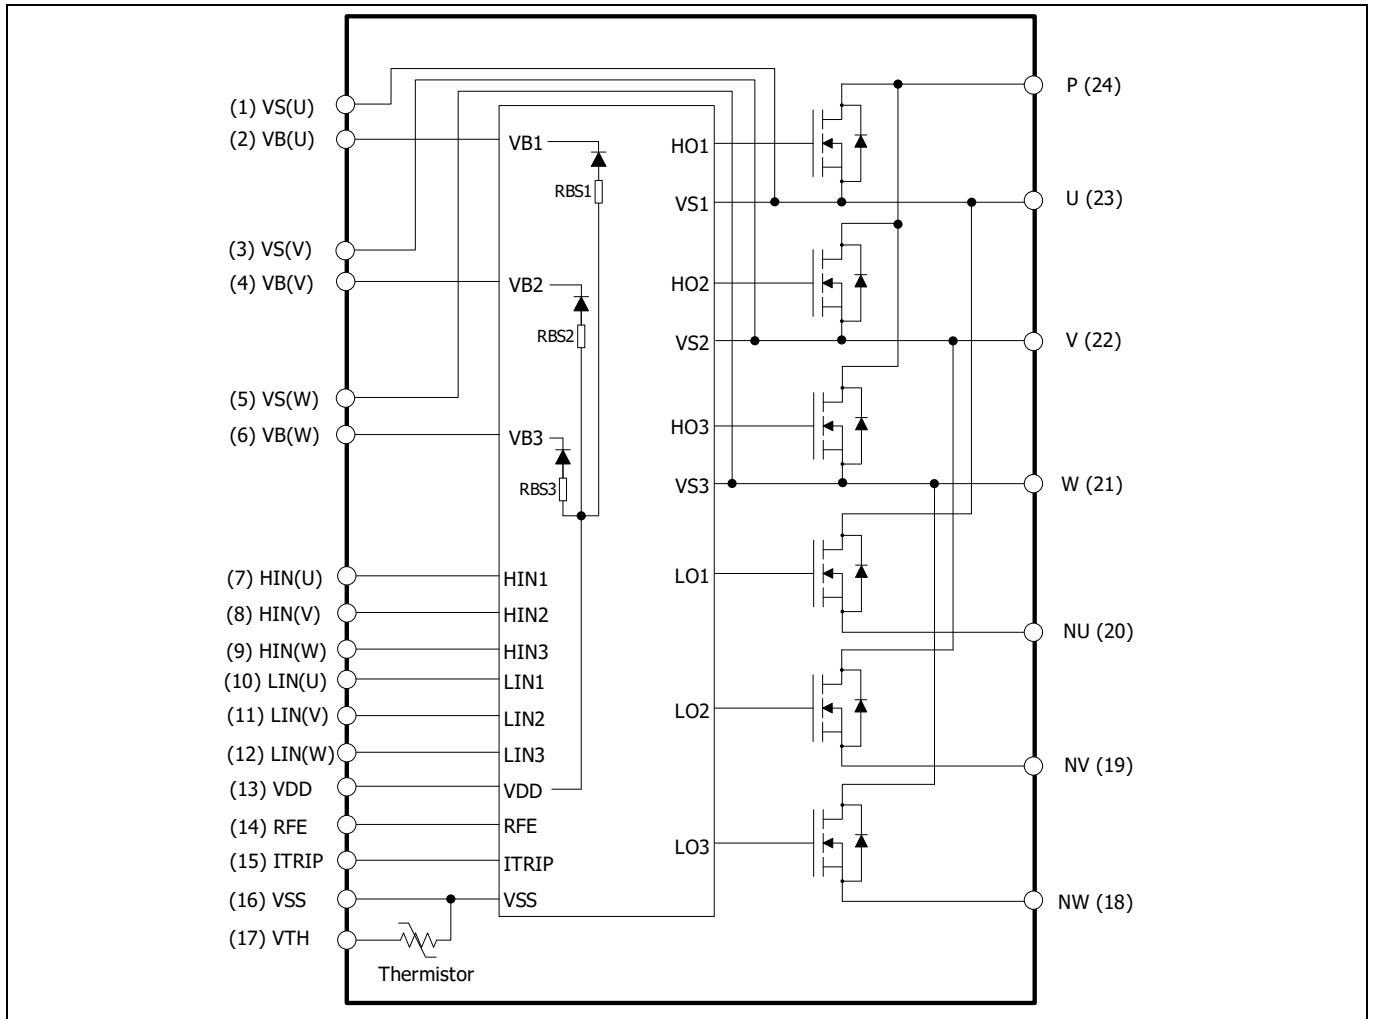 (1) VS(U)
(2) VB(U)
(3) VS(V)
(4) VB(V)
(5) VS(W)
(6) VB(W)
(7) HIN(U)
(8) HIN(V)
(9) HIN(W)
(10) LIN(U)
(11) LIN(V)
(12) LIN(W)
(13) VDD
(14) RFE
(15) ITRIP
(16) VSS
(17) VTH
Thermistor
VB1
RBS1
VB2
RBS2
VB3
RBS3
HIN1
HIN2
HIN3
LIN1
LIN2
LIN3
VDD
RFE
ITRIP
VSS
HO1
VS1
HO2
VS2
HO3
VS3
LO1
LO2
LO3
P (24)
U (23)
V (22)
W (21)
NU (20)
NV (19)
NW (18)